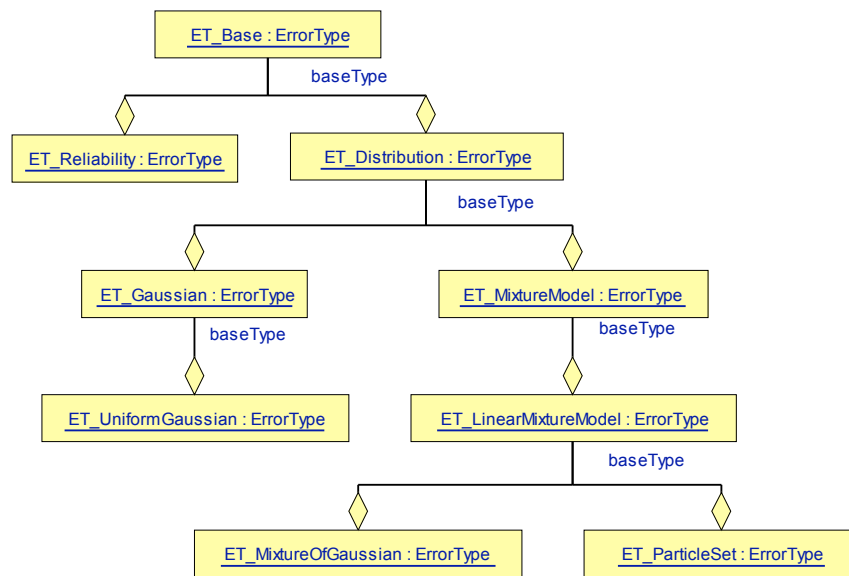 ET_Base : ErrorType
baseType
ET_Reliability : ErrorType
ET_Distribution : ErrorType
baseType
ET_Gaussian : ErrorType
ET_MixtureModel : ErrorType
baseType
baseType
ET_UniformGaussian : ErrorType
ET_LinearMixtureModel : ErrorType
baseType
ET_MixtureOfGaussian : ErrorType
ET_ParticleSet : ErrorType